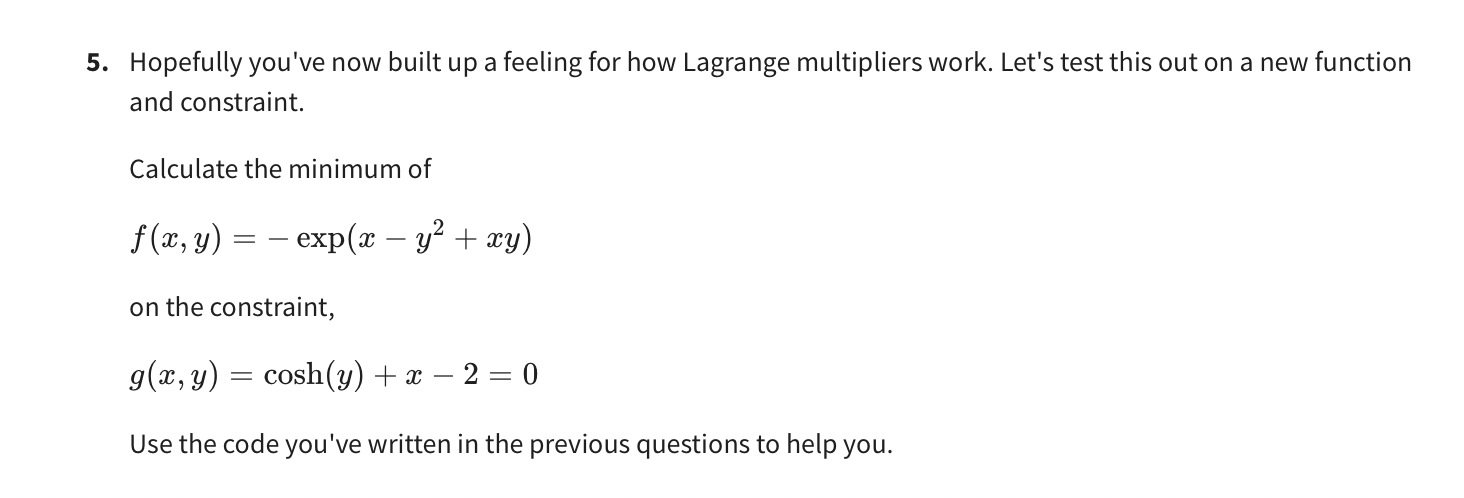 5. Hopefully you've now built up a feeling for how Lagrange multipliers work. Let's test this out on a new function
and constraint.
Calculate the minimum of
f(x, y) = − exp(x − y² + xy)
on the constraint,
g(x, y) = cosh(y) + x − 2 = 0
Use the code you've written in the previous questions to help you.